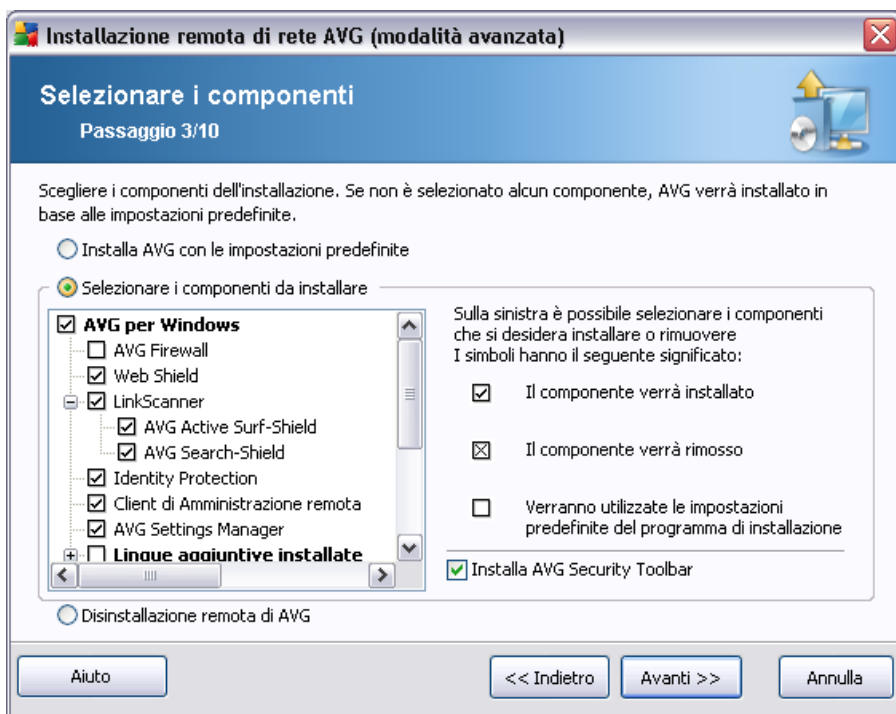 Installazione remota di rete AVG (modalità avanzata)
Selezionare i componenti
Passaggio 3/10
Scegliere i componenti dell'installazione. Se non è selezionato alcun componente, AVG verrà installato in
base alle impostazioni predefinite.
Installa AVG con le impostazioni predefinite
Selezionare i componenti da installare
AVG per Windows
AVG Firewall
Web Shield
LinkScanner
AVG Active Surf-Shield
AVG Search-Shield
Identity Protection
Client di Amministrazione remota
AVG Settings Manager
Lingue aggiuntive installate
Sulla sinistra è possibile selezionare i componenti
che si desidera installare o rimuovere
I simboli hanno il seguente significato:
Il componente verrà installato
Il componente verrà rimosso
Verranno utilizzate le impostazioni
predefinite del programma di installazione
Installa AVG Security Toolbar
Disinstallazione remota di AVG
Aiuto
<< Indietro
Avanti >>
Annulla